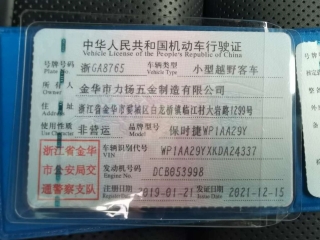 中华人民共和国机动车行驶证
Vehicle License of the People's Republic of China
号牌号码 浙GA8765 车辆类型 小型越野客车
Plate No. Vehicle Type
所有人 金华市力扬五金制造有限公司
Owner
住址 浙江省金华市婺城区白龙桥镇临江村大岩路1299号
Address
使用性质 非营运 品牌型号 保时捷WP1AA29Y
Use Character Model
浙江省金华
市公安局交
通警察支队
车辆识别代号 WP1AA29YXKDA24337
VIN
发动机号码 DCB053998
Engine No.
注册日期 2019-01-21 发证日期 2021-12-15
Register Date Issue Date